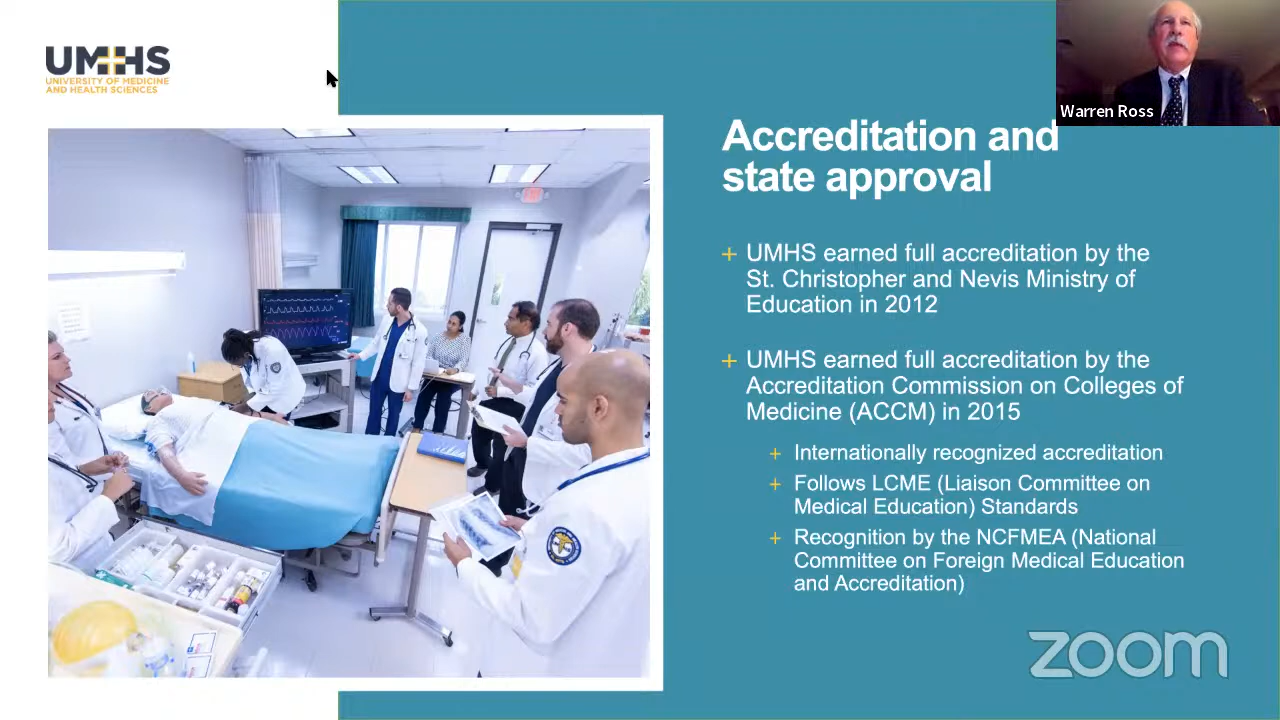 UMHS
UNIVERSITY OF MEDICINE
AND HEALTH SCIENCES
Warren Ross
Accreditation and
state approval
+ UMHS earned full accreditation by the
St. Christopher and Nevis Ministry of
Education in 2012
+ UMHS earned full accreditation by the
Accreditation Commission on Colleges of
Medicine (ACCM) in 2015
+ Internationally recognized accreditation
+ Follows LCME (Liaison Committee on
Medical Education) Standards
+ Recognition by the NCFMEA (National
Committee on Foreign Medical Education
and Accreditation)
zoom